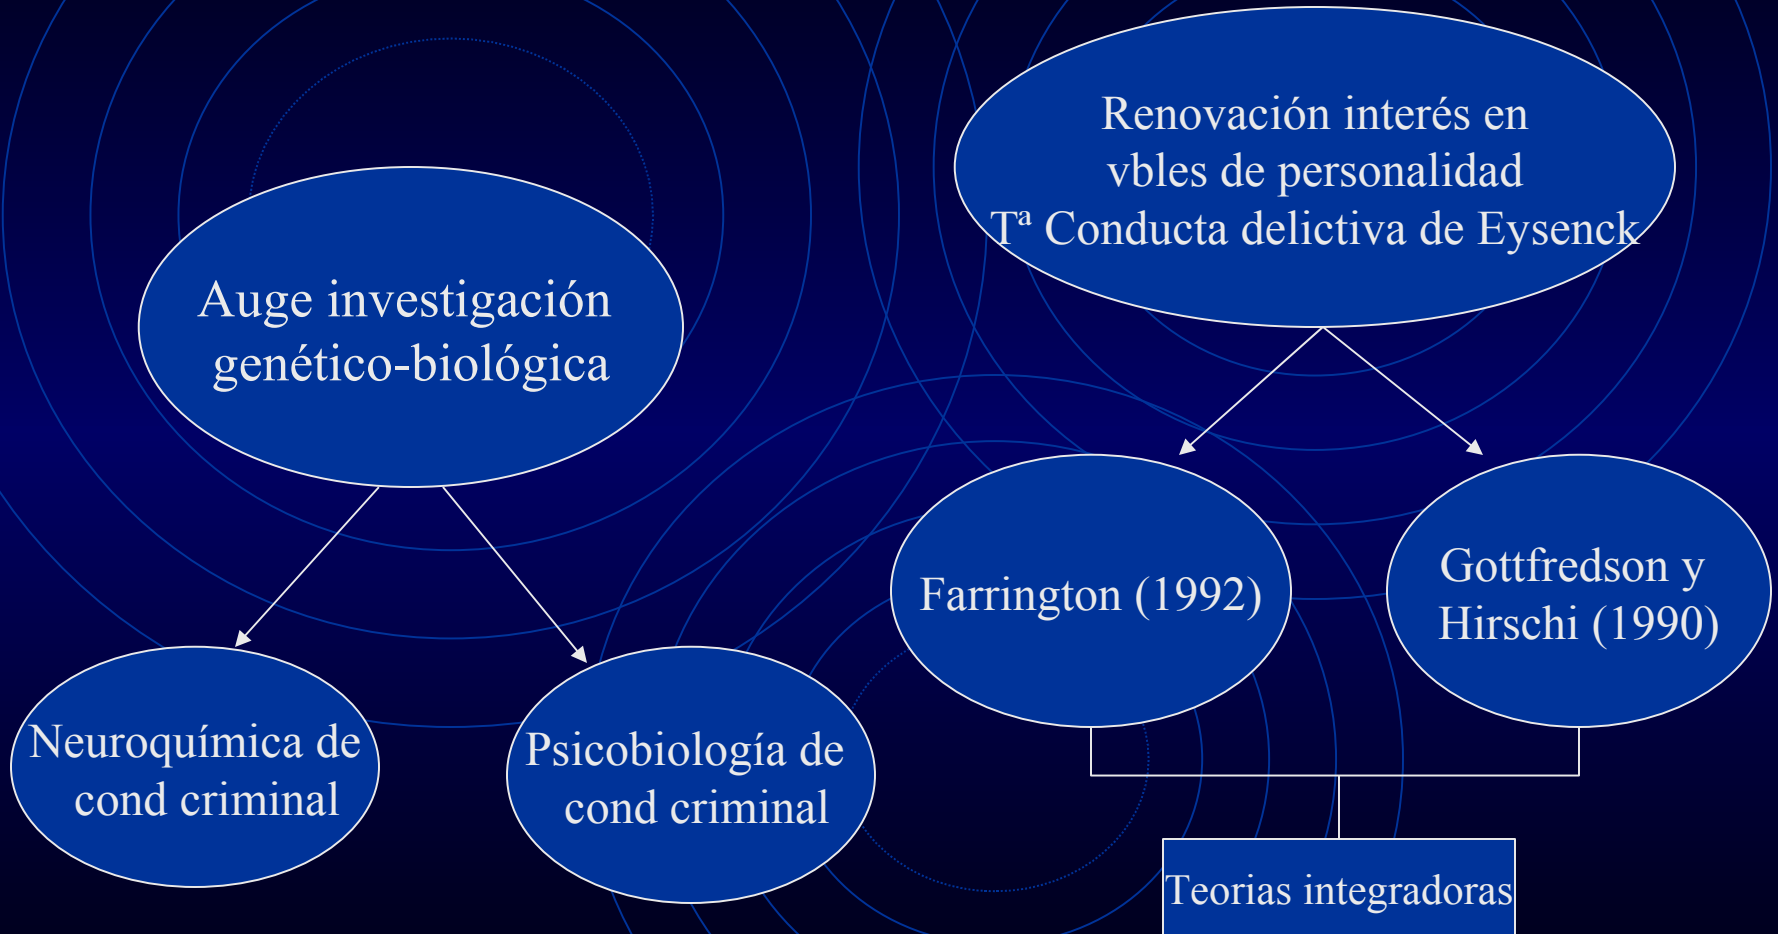 Auge investigación
genético-biológica
Neuroquímica de
cond criminal
Psicobiología de
cond criminal
Renovación interés en
vbles de personalidad
Tª Conducta delictiva de Eysenck
Farrington (1992)
Gottfredson y
Hirschi (1990)
Teorias integradoras